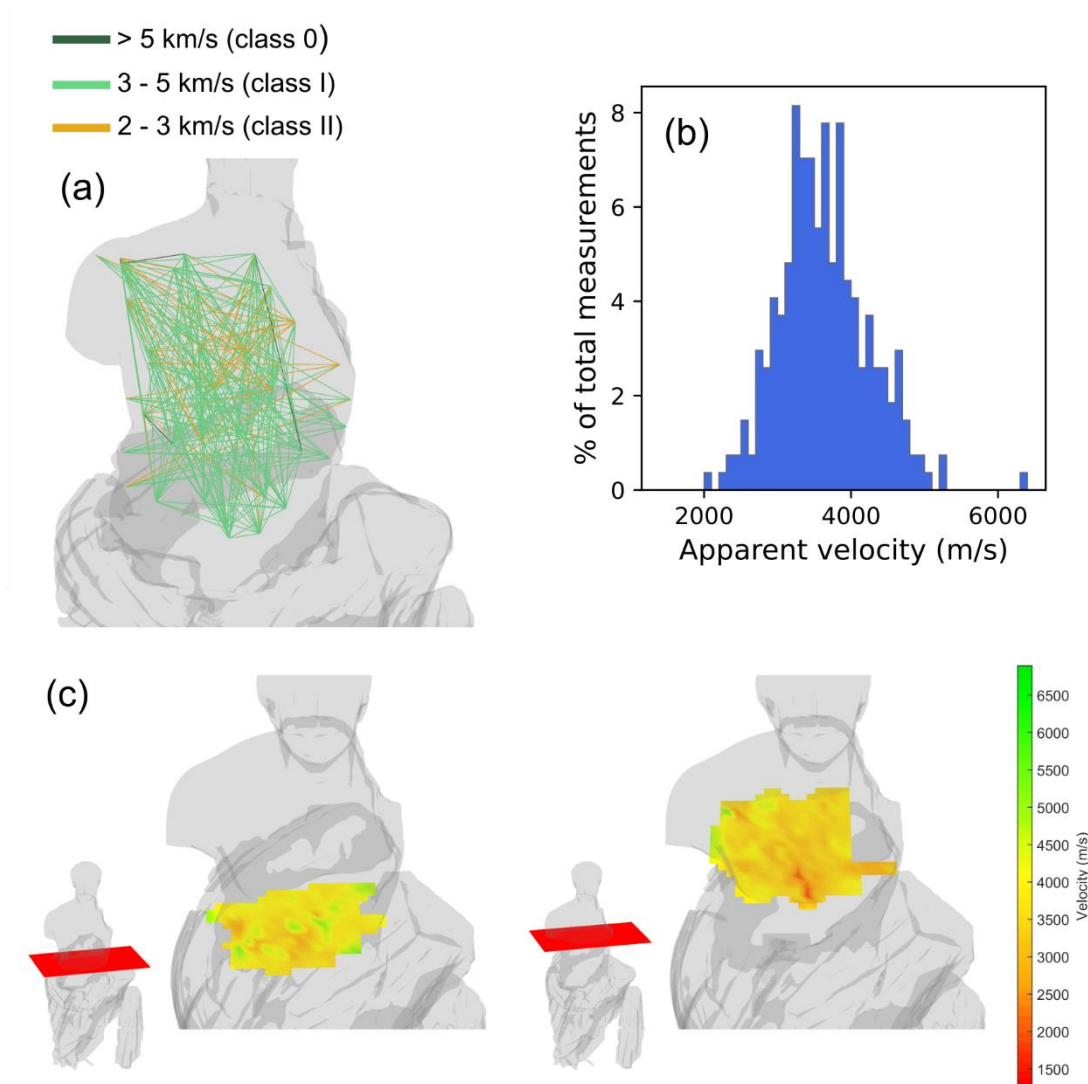 > 5 km/s (class 0)
3 - 5 km/s (class I)
2 - 3 km/s (class II)
(a)
(b)
8
6
4
2
0
% of total measurements
2000 4000 6000
Apparent velocity (m/s)
(c)
6500
6000
5500
5000
4500
4000
3500
3000
2500
2000
1500
Velocity (m/s)